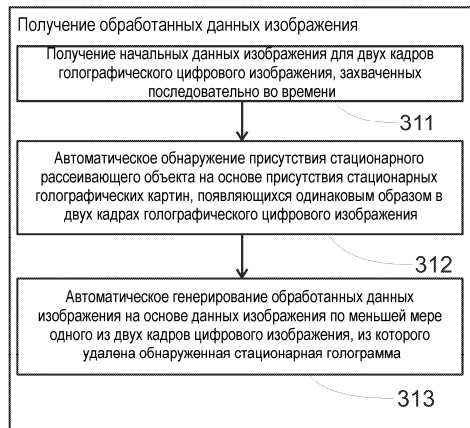 Получение обработанных данных изображения
Получение начальных данных изображения для двух кадров
голографического цифрового изображения, захваченных
последовательно во времени
311
Автоматическое обнаружение присутствия стационарного
рассеивающего объекта на основе присутствия стационарных
голографических картин, появляющихся одинаковым образом в
двух кадрах голографического цифрового изображения
312
Автоматическое генерирование обработанных данных
изображения на основе данных изображения по меньшей мере
одного из двух кадров цифрового изображения, из которого
удалена обнаруженная стационарная голограмма
313